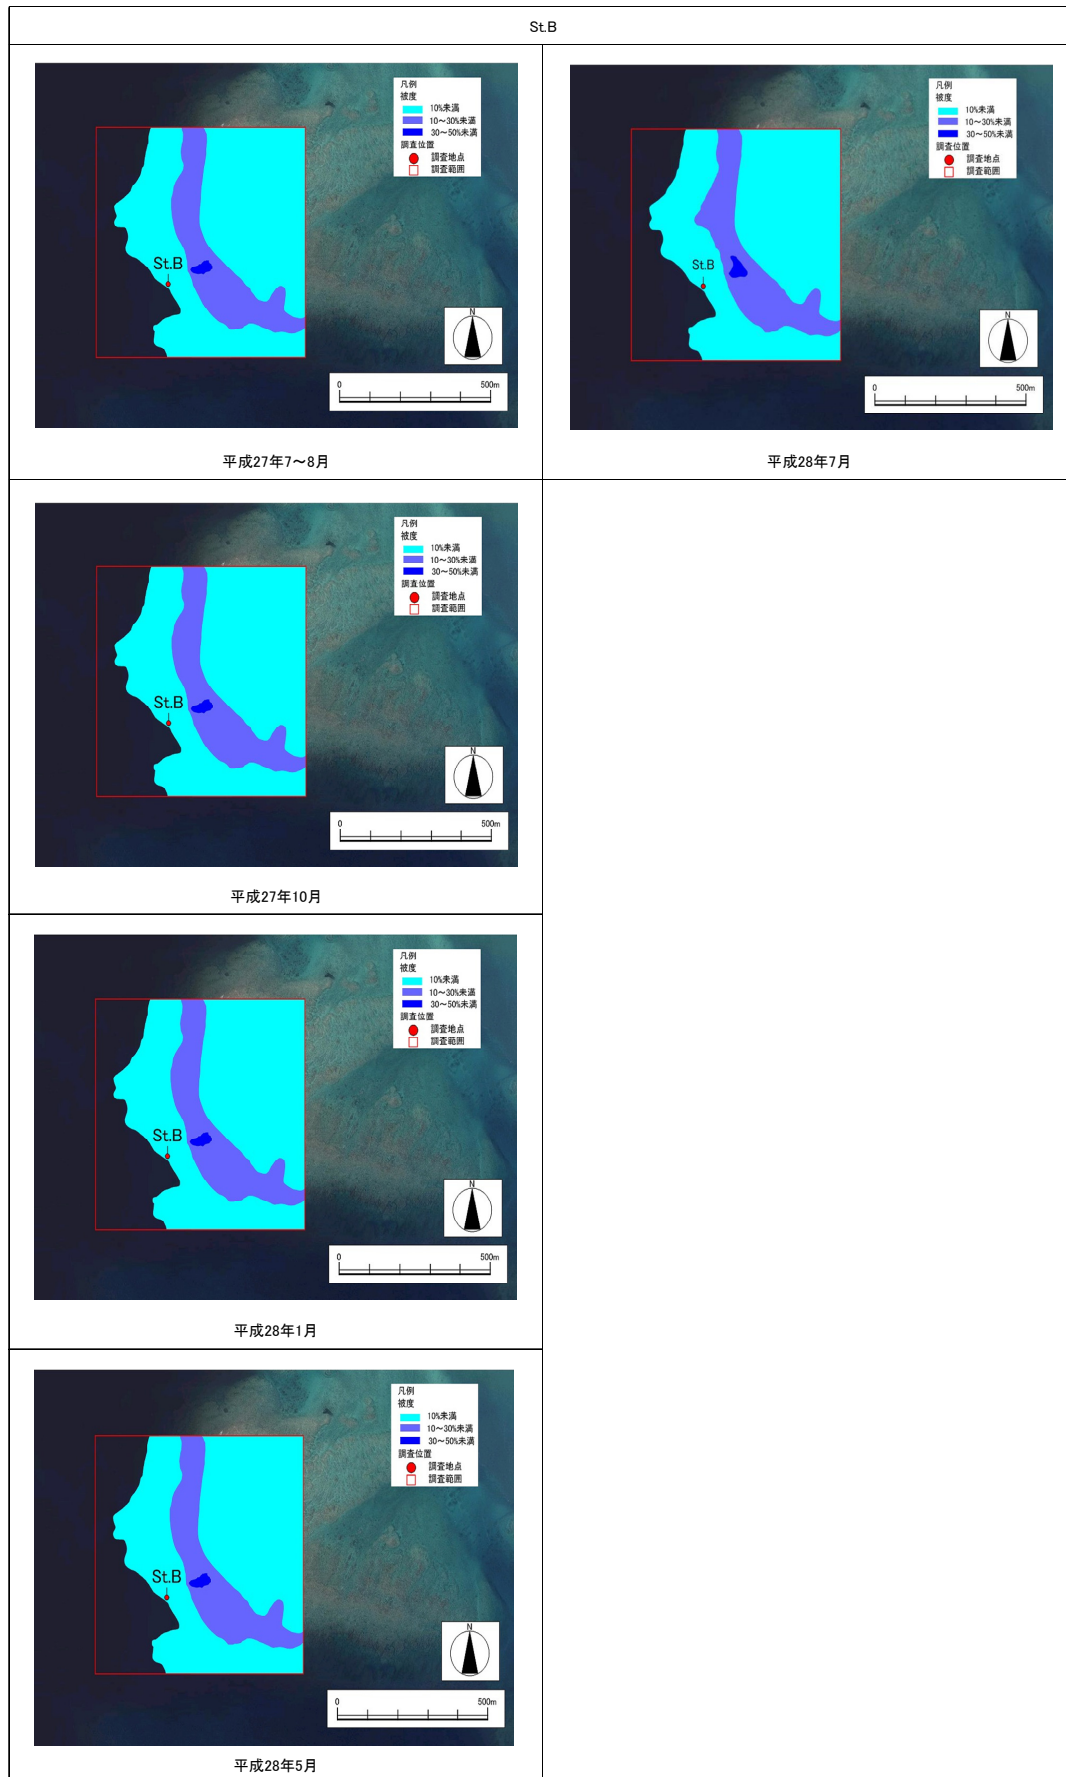 St.B
凡例
被度
10%未満
10～30%未満
30～50%未満
調査位置
調査地点
調査範囲
St.B
N
0 500m
平成27年7～8月
凡例
被度
10%未満
10～30%未満
30～50%未満
調査位置
調査地点
調査範囲
St.B
N
0 500m
平成28年7月
凡例
被度
10%未満
10～30%未満
30～50%未満
調査位置
調査地点
調査範囲
St.B
N
0 500m
平成27年10月
凡例
被度
10%未満
10～30%未満
30～50%未満
調査位置
調査地点
調査範囲
St.B
N
0 500m
平成28年1月
凡例
被度
10%未満
10～30%未満
30～50%未満
調査位置
調査地点
調査範囲
St.B
N
0 500m
平成28年5月